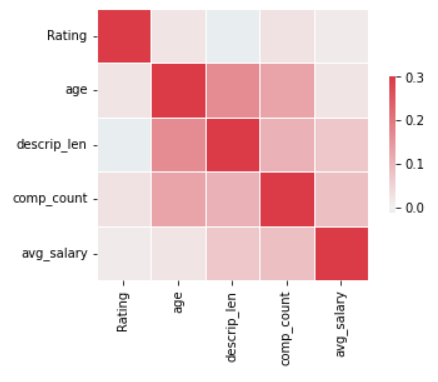 Rating
age
descrip_len
comp_count
avg_salary
Rating
age
descrip_len
comp_count
avg_salary
0.3
0.2
0.1
0.0